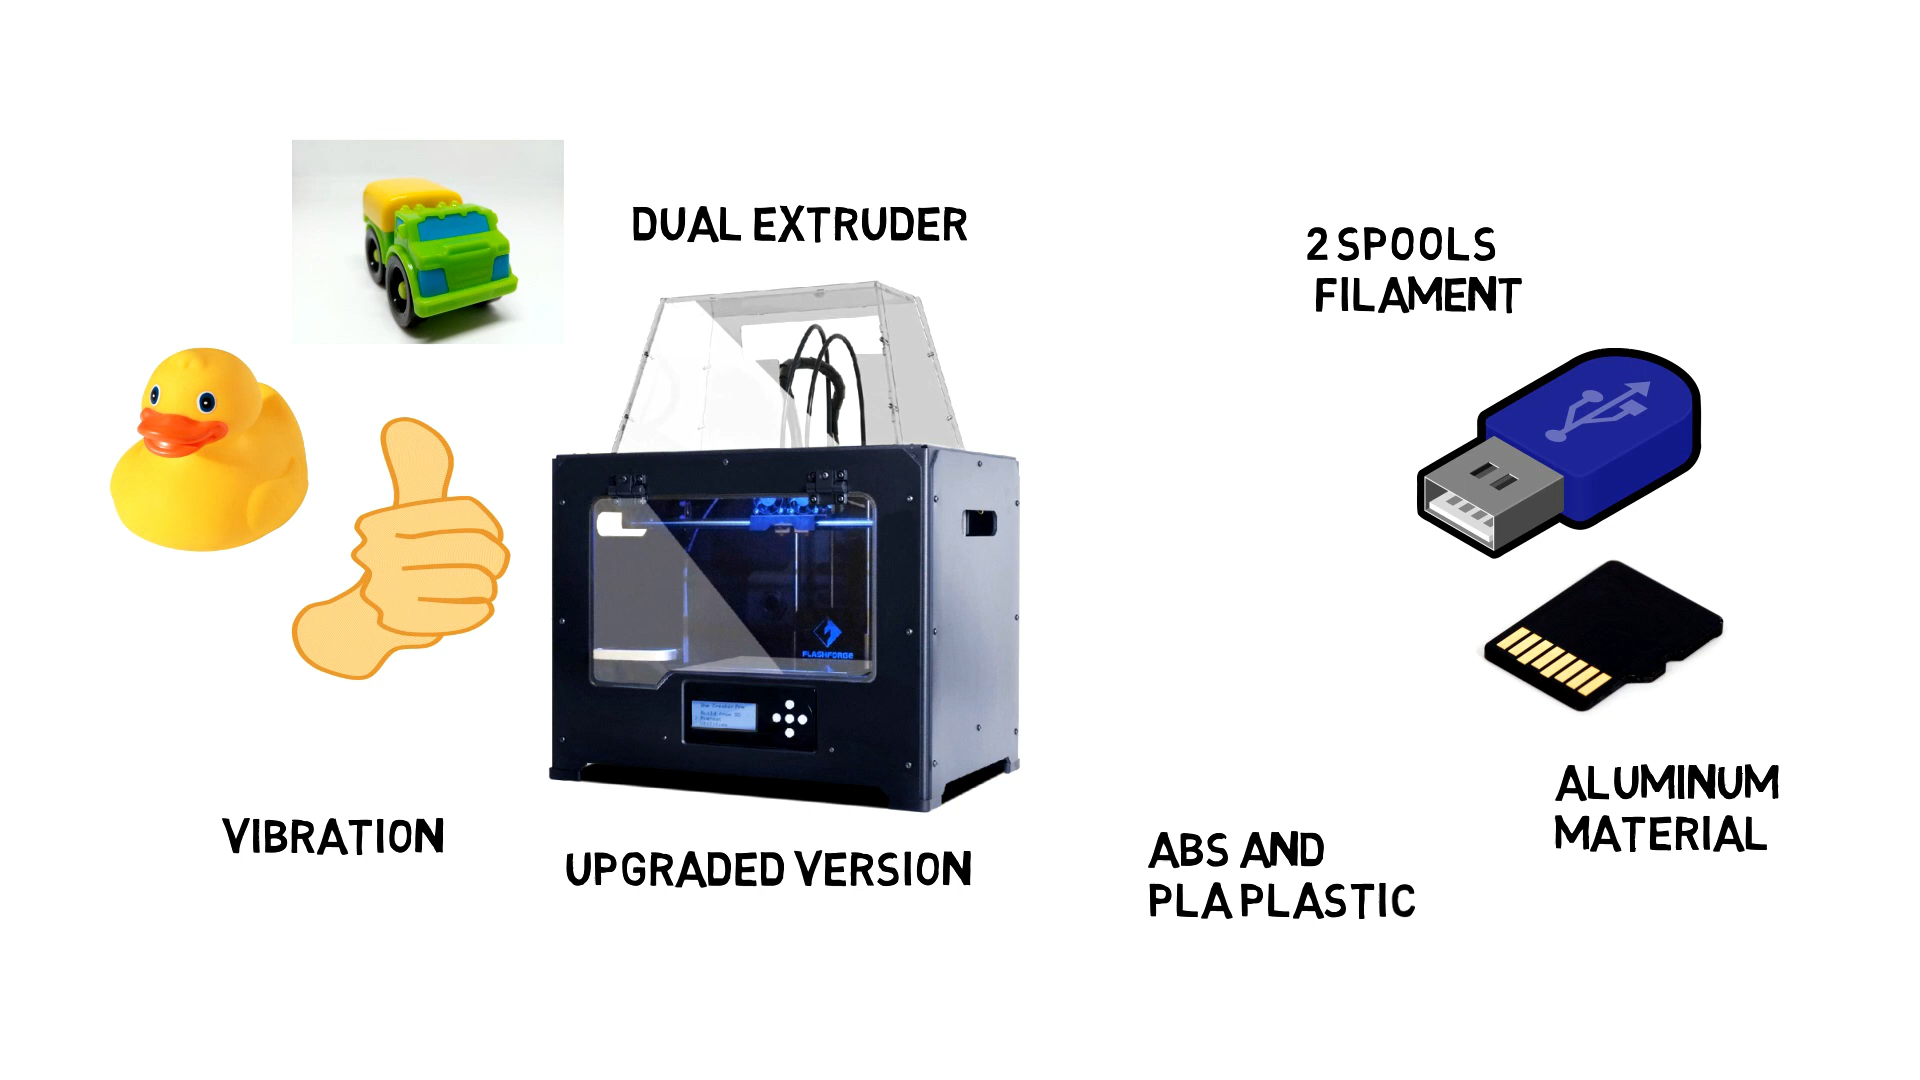 DUAL EXTRUDER
2 SPOOLS
FILAMENT
FLASHFORGE
ALUMINUM
MATERIAL
VIBRATION
UPGRADED VERSION
ABS AND
PLA PLASTIC